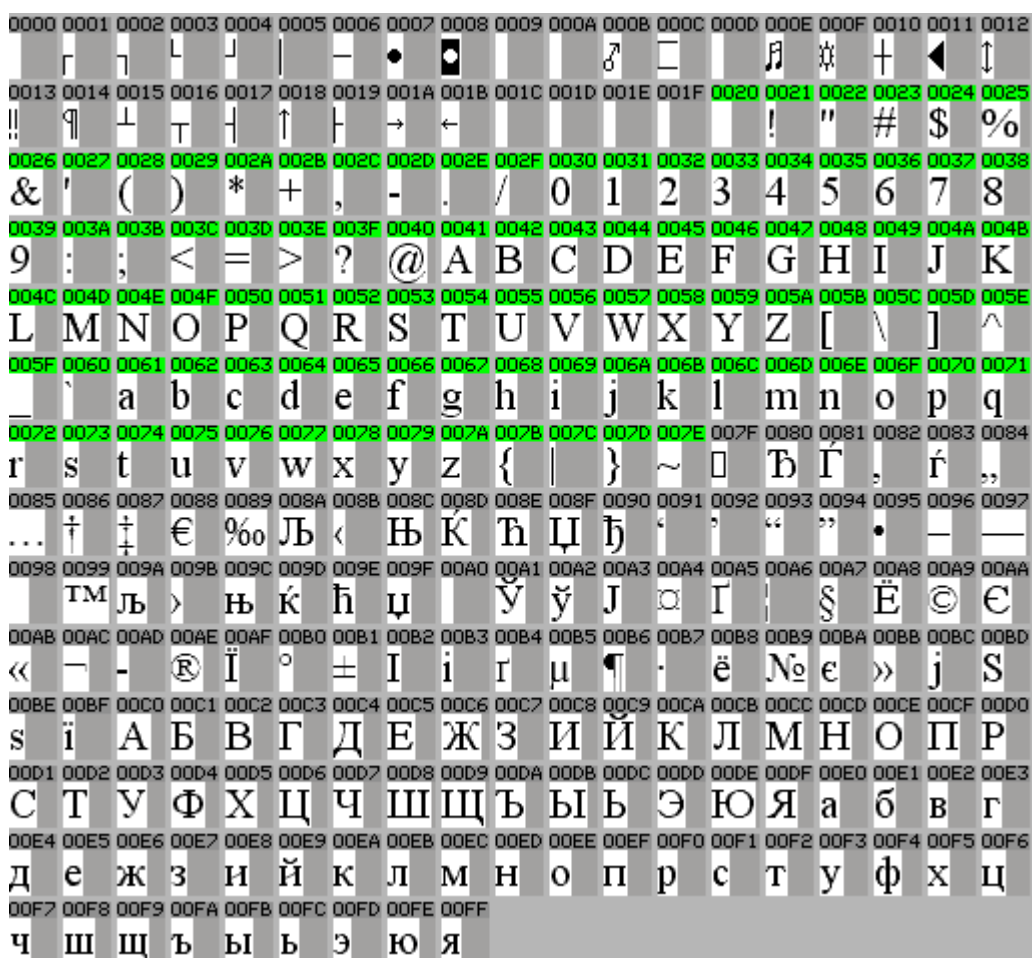 0000 0001 0002 0003 0004 0005 0006 0007 0008 0009 000A 000B 000C 000D 000E 000F 0010 0011 0012
┌ ┐ └ ┘ │ ─ • ◘ ♂ ♬ ☼ ┼ ◄ ↕
0013 0014 0015 0016 0017 0018 0019 001A 001B 001C 001D 001E 001F 0020 0021 0022 0023 0024 0025
‼ ¶ ┴ ┬ ┤ ↑ ├ → ← ! " # $ %
0026 0027 0028 0029 002A 002B 002C 002D 002E 002F 0030 0031 0032 0033 0034 0035 0036 0037 0038
& ' ( ) * + , - . / 0 1 2 3 4 5 6 7 8
0039 003A 003B 003C 003D 003E 003F 0040 0041 0042 0043 0044 0045 0046 0047 0048 0049 004A 004B
9 : ; < = > ? @ A B C D E F G H I J K
004C 004D 004E 004F 0050 0051 0052 0053 0054 0055 0056 0057 0058 0059 005A 005B 005C 005D 005E
L M N O P Q R S T U V W X Y Z [ \ ] ^
005F 0060 0061 0062 0063 0064 0065 0066 0067 0068 0069 006A 006B 006C 006D 006E 006F 0070 0071
_ ` a b c d e f g h i j k l m n o p q
0072 0073 0074 0075 0076 0077 0078 0079 007A 007B 007C 007D 007E 007F 0080 0081 0082 0083 0084
r s t u v w x y z { | } ~ ▯ Ђ Ѓ ‚ ѓ „
0085 0086 0087 0088 0089 008A 008B 008C 008D 008E 008F 0090 0091 0092 0093 0094 0095 0096 0097
… † ‡ € ‰ Љ ‹ Њ Ќ Ћ Џ ђ ‘ ’ “ ” • – —
0098 0099 009A 009B 009C 009D 009E 009F 00A0 00A1 00A2 00A3 00A4 00A5 00A6 00A7 00A8 00A9 00AA
™ љ › њ ќ ћ џ Ў ў Ј ¤ Ґ ¦ § Ё © Є
00AB 00AC 00AD 00AE 00AF 00B0 00B1 00B2 00B3 00B4 00B5 00B6 00B7 00B8 00B9 00BA 00BB 00BC 00BD
« ¬ - ® Ї ° ± І і ґ µ ¶ · ё № є » ј Ѕ
00BE 00BF 00C0 00C1 00C2 00C3 00C4 00C5 00C6 00C7 00C8 00C9 00CA 00CB 00CC 00CD 00CE 00CF 00D0
ѕ ї А Б В Г Д Е Ж З И Й К Л М Н О П Р
00D1 00D2 00D3 00D4 00D5 00D6 00D7 00D8 00D9 00DA 00DB 00DC 00DD 00DE 00DF 00E0 00E1 00E2 00E3
С Т У Ф Х Ц Ч Ш Щ Ъ Ы Ь Э Ю Я а б в г
00E4 00E5 00E6 00E7 00E8 00E9 00EA 00EB 00EC 00ED 00EE 00EF 00F0 00F1 00F2 00F3 00F4 00F5 00F6
д е ж з и й к л м н о п р с т у ф х ц
00F7 00F8 00F9 00FA 00FB 00FC 00FD 00FE 00FF
ч ш щ ъ ы ь э ю я